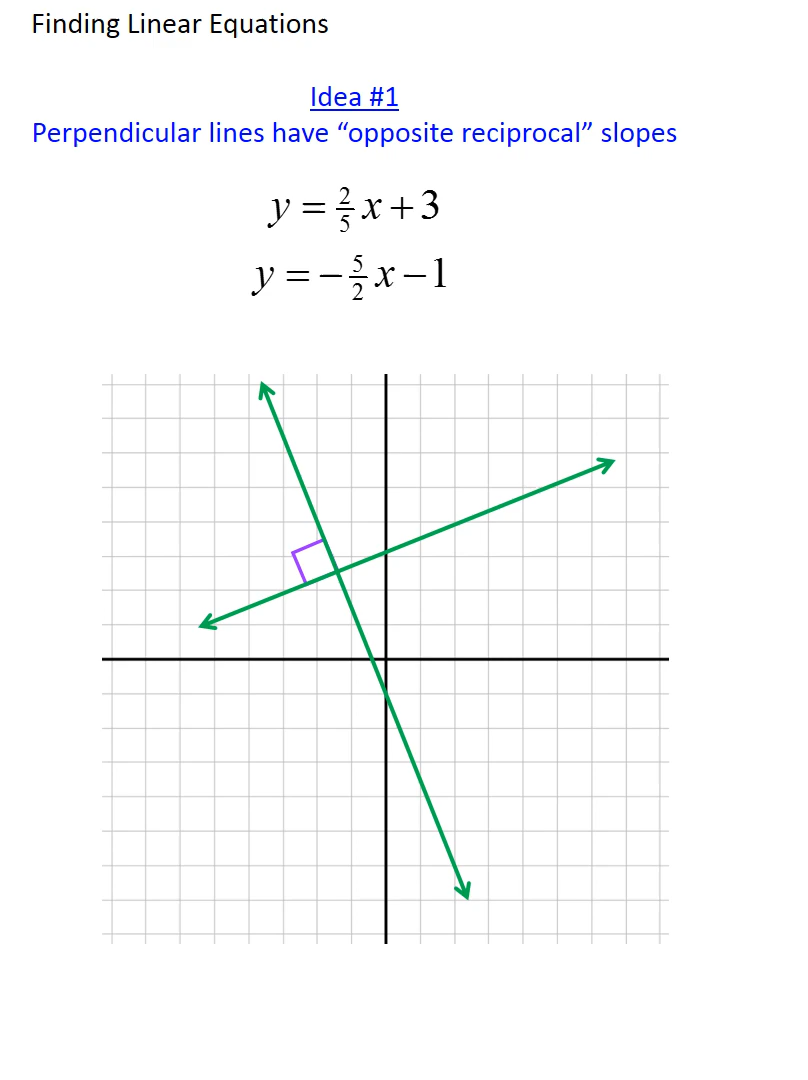 Finding Linear Equations
Idea #1
Perpendicular lines have “opposite reciprocal” slopes
y = 2/5 x + 3
y = − 5/2 x − 1